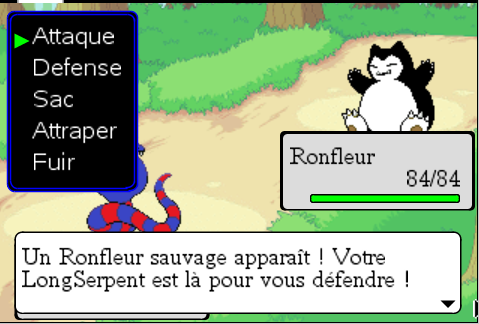 Attaque
Defense
Sac
Attraper
Fuir
Ronfleur
84/84
Un Ronfleur sauvage apparaît ! Votre
LongSerpent est là pour vous défendre !